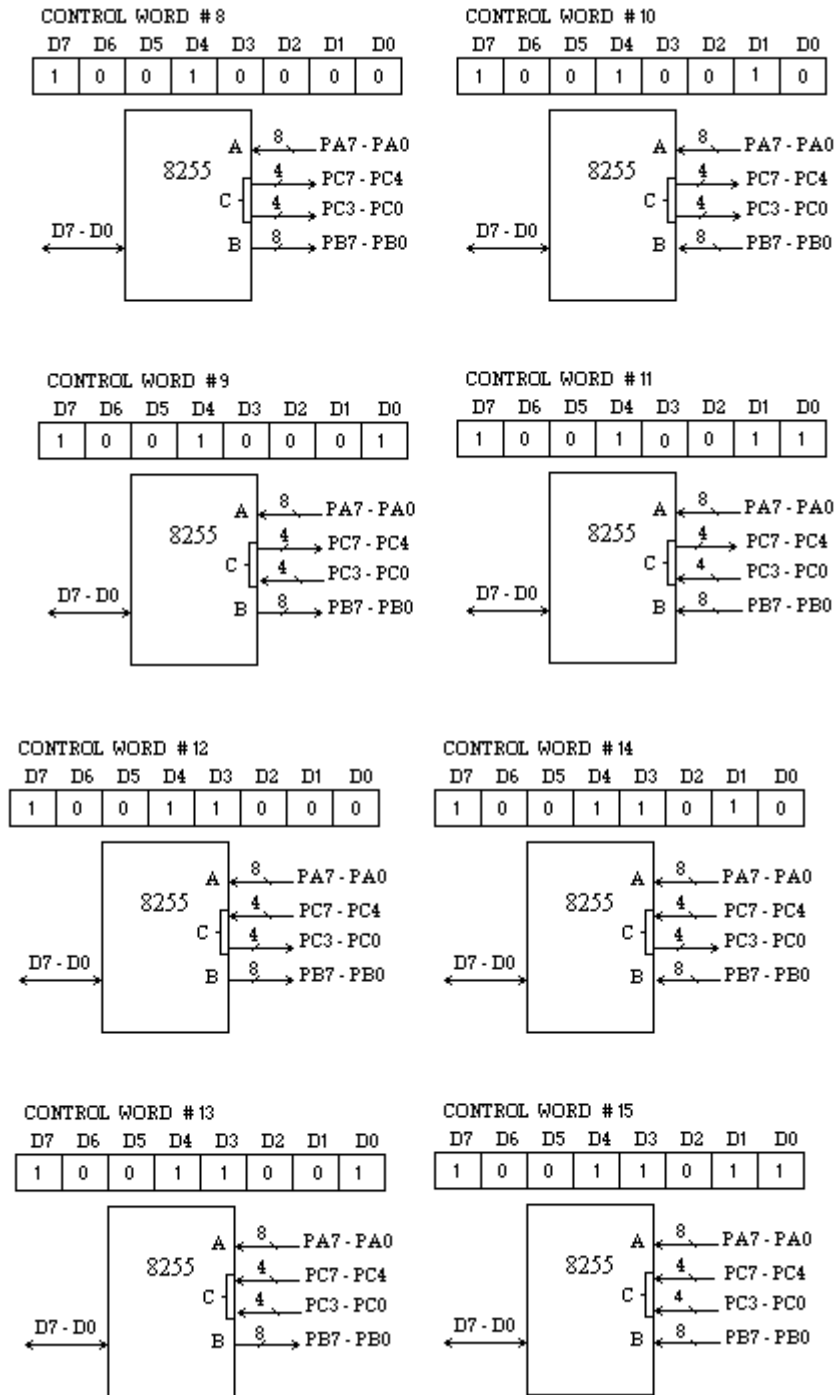 CONTROL WORD #8
D7 D6 D5 D4 D3 D2 D1 D0
1 0 0 1 0 0 0 0
8255
A 8 PA7 - PA0
4 PC7 - PC4
C
4 PC3 - PC0
D7 - D0
B 8 PB7 - PB0
CONTROL WORD #10
D7 D6 D5 D4 D3 D2 D1 D0
1 0 0 1 0 0 1 0
8255
A 8 PA7 - PA0
4 PC7 - PC4
C
4 PC3 - PC0
D7 - D0
B 8 PB7 - PB0
CONTROL WORD #9
D7 D6 D5 D4 D3 D2 D1 D0
1 0 0 1 0 0 0 1
8255
A 8 PA7 - PA0
4 PC7 - PC4
C
4 PC3 - PC0
D7 - D0
B 8 PB7 - PB0
CONTROL WORD #11
D7 D6 D5 D4 D3 D2 D1 D0
1 0 0 1 0 0 1 1
8255
A 8 PA7 - PA0
4 PC7 - PC4
C
4 PC3 - PC0
D7 - D0
B 8 PB7 - PB0
CONTROL WORD #12
D7 D6 D5 D4 D3 D2 D1 D0
1 0 0 1 1 0 0 0
8255
A 8 PA7 - PA0
4 PC7 - PC4
C
4 PC3 - PC0
D7 - D0
B 8 PB7 - PB0
CONTROL WORD #14
D7 D6 D5 D4 D3 D2 D1 D0
1 0 0 1 1 0 1 0
8255
A 8 PA7 - PA0
4 PC7 - PC4
C
4 PC3 - PC0
D7 - D0
B 8 PB7 - PB0
CONTROL WORD #13
D7 D6 D5 D4 D3 D2 D1 D0
1 0 0 1 1 0 0 1
8255
A 8 PA7 - PA0
4 PC7 - PC4
C
4 PC3 - PC0
D7 - D0
B 8 PB7 - PB0
CONTROL WORD #15
D7 D6 D5 D4 D3 D2 D1 D0
1 0 0 1 1 0 1 1
8255
A 8 PA7 - PA0
4 PC7 - PC4
C
4 PC3 - PC0
D7 - D0
B 8 PB7 - PB0